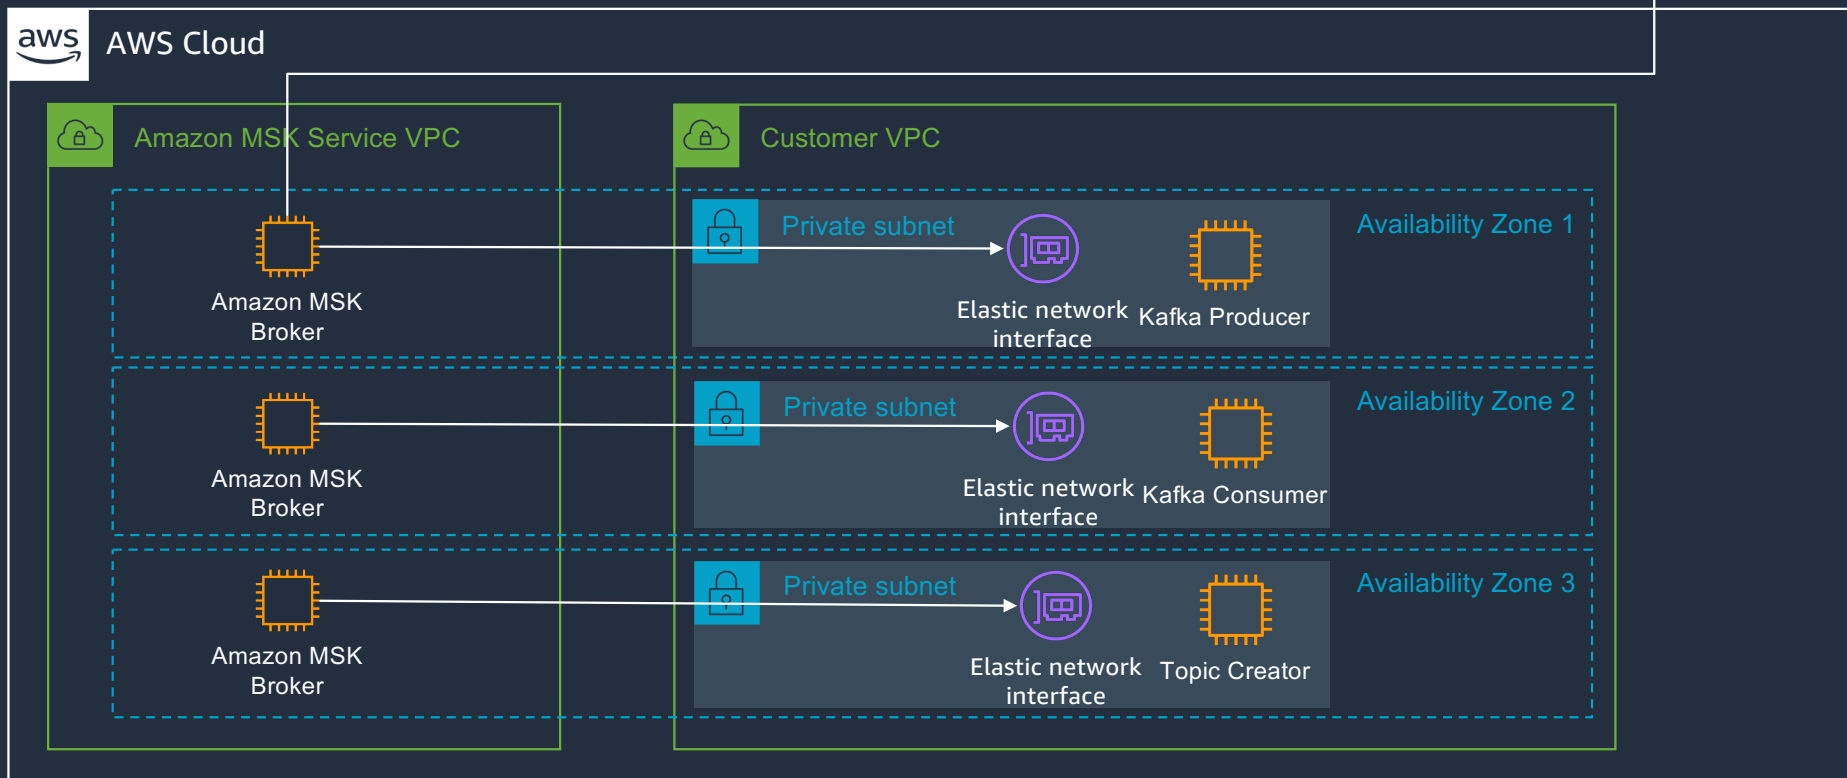 aws
AWS Cloud
Amazon MSK Service VPC
Customer VPC
Private subnet
Availability Zone 1
Amazon MSK
Broker
Elastic network
interface
Kafka Producer
Private subnet
Availability Zone 2
Amazon MSK
Broker
Elastic network
interface
Kafka Consumer
Private subnet
Availability Zone 3
Amazon MSK
Broker
Elastic network
interface
Topic Creator